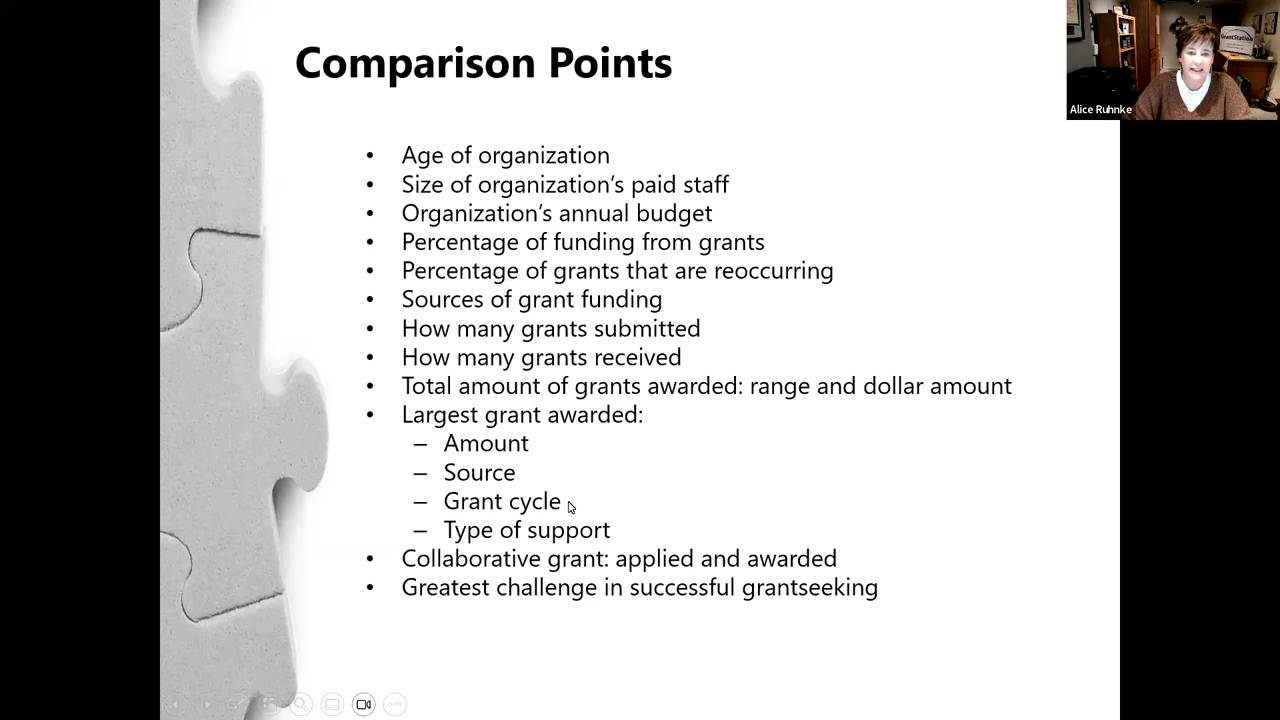 Comparison Points
GrantStation
Alice Ruhnke
• Age of organization
• Size of organization’s paid staff
• Organization’s annual budget
• Percentage of funding from grants
• Percentage of grants that are reoccurring
• Sources of grant funding
• How many grants submitted
• How many grants received
• Total amount of grants awarded: range and dollar amount
• Largest grant awarded:
– Amount
– Source
– Grant cycle
– Type of support
• Collaborative grant: applied and awarded
• Greatest challenge in successful grantseeking